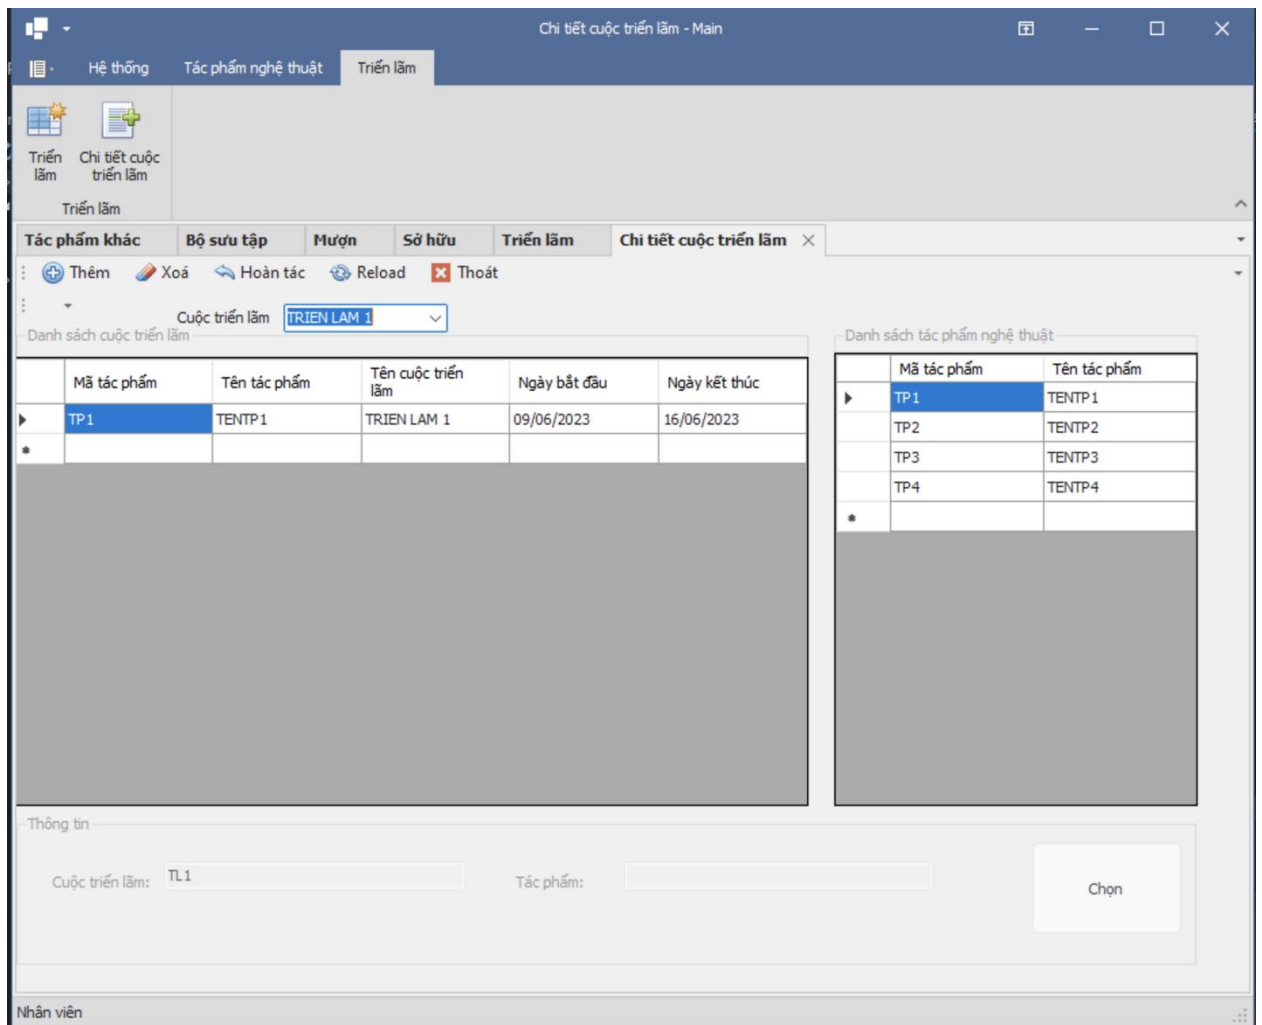 Chi tiết cuộc triển lãm - Main
Hệ thống Tác phẩm nghệ thuật Triển lãm
Triển lãm
Chi tiết cuộc triển lãm
Triển lãm
Tác phẩm khác Bộ sưu tập Mượn Sở hữu Triển lãm Chi tiết cuộc triển lãm
Thêm Xoá Hoàn tác Reload Thoát
Cuộc triển lãm TRIEN LAM 1
Danh sách cuộc triển lãm
Mã tác phẩm Tên tác phẩm Tên cuộc triển lãm Ngày bắt đầu Ngày kết thúc
TP1 TENTP1 TRIEN LAM 1 09/06/2023 16/06/2023
Danh sách tác phẩm nghệ thuật
Mã tác phẩm Tên tác phẩm
TP1 TENTP1
TP2 TENTP2
TP3 TENTP3
TP4 TENTP4
Thông tin
Cuộc triển lãm: TL1 Tác phẩm: Chọn
Nhân viên